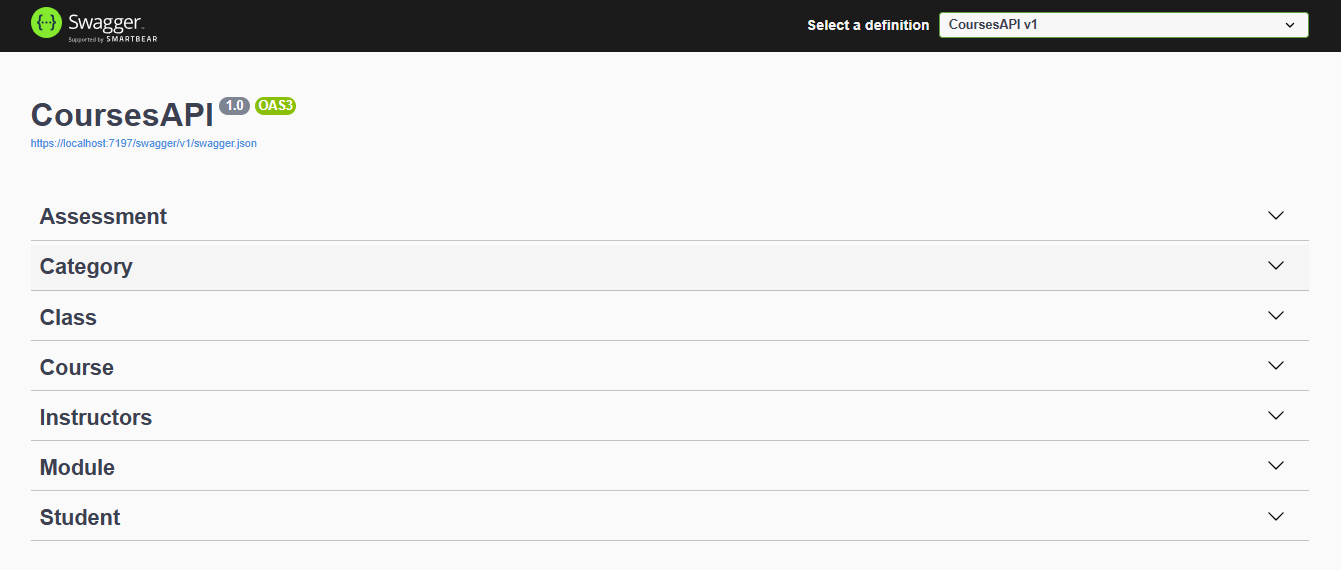 {···} Swagger™
Supported by SMARTBEAR
Select a definition
CoursesAPI v1
CoursesAPI 1.0 OAS3
https://localhost:7197/swagger/v1/swagger.json
Assessment
Category
Class
Course
Instructors
Module
Student